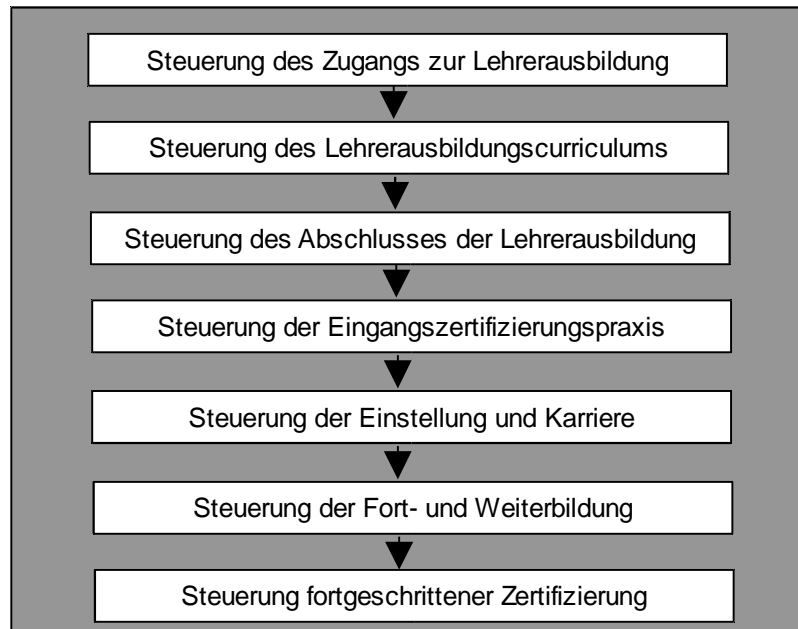 Steuerung des Zugangs zur Lehrerausbildung
Steuerung des Lehrerausbildungscurriculums
Steuerung des Abschlusses der Lehrerausbildung
Steuerung der Eingangszertifizierungspraxis
Steuerung der Einstellung und Karriere
Steuerung der Fort- und Weiterbildung
Steuerung fortgeschrittener Zertifizierung